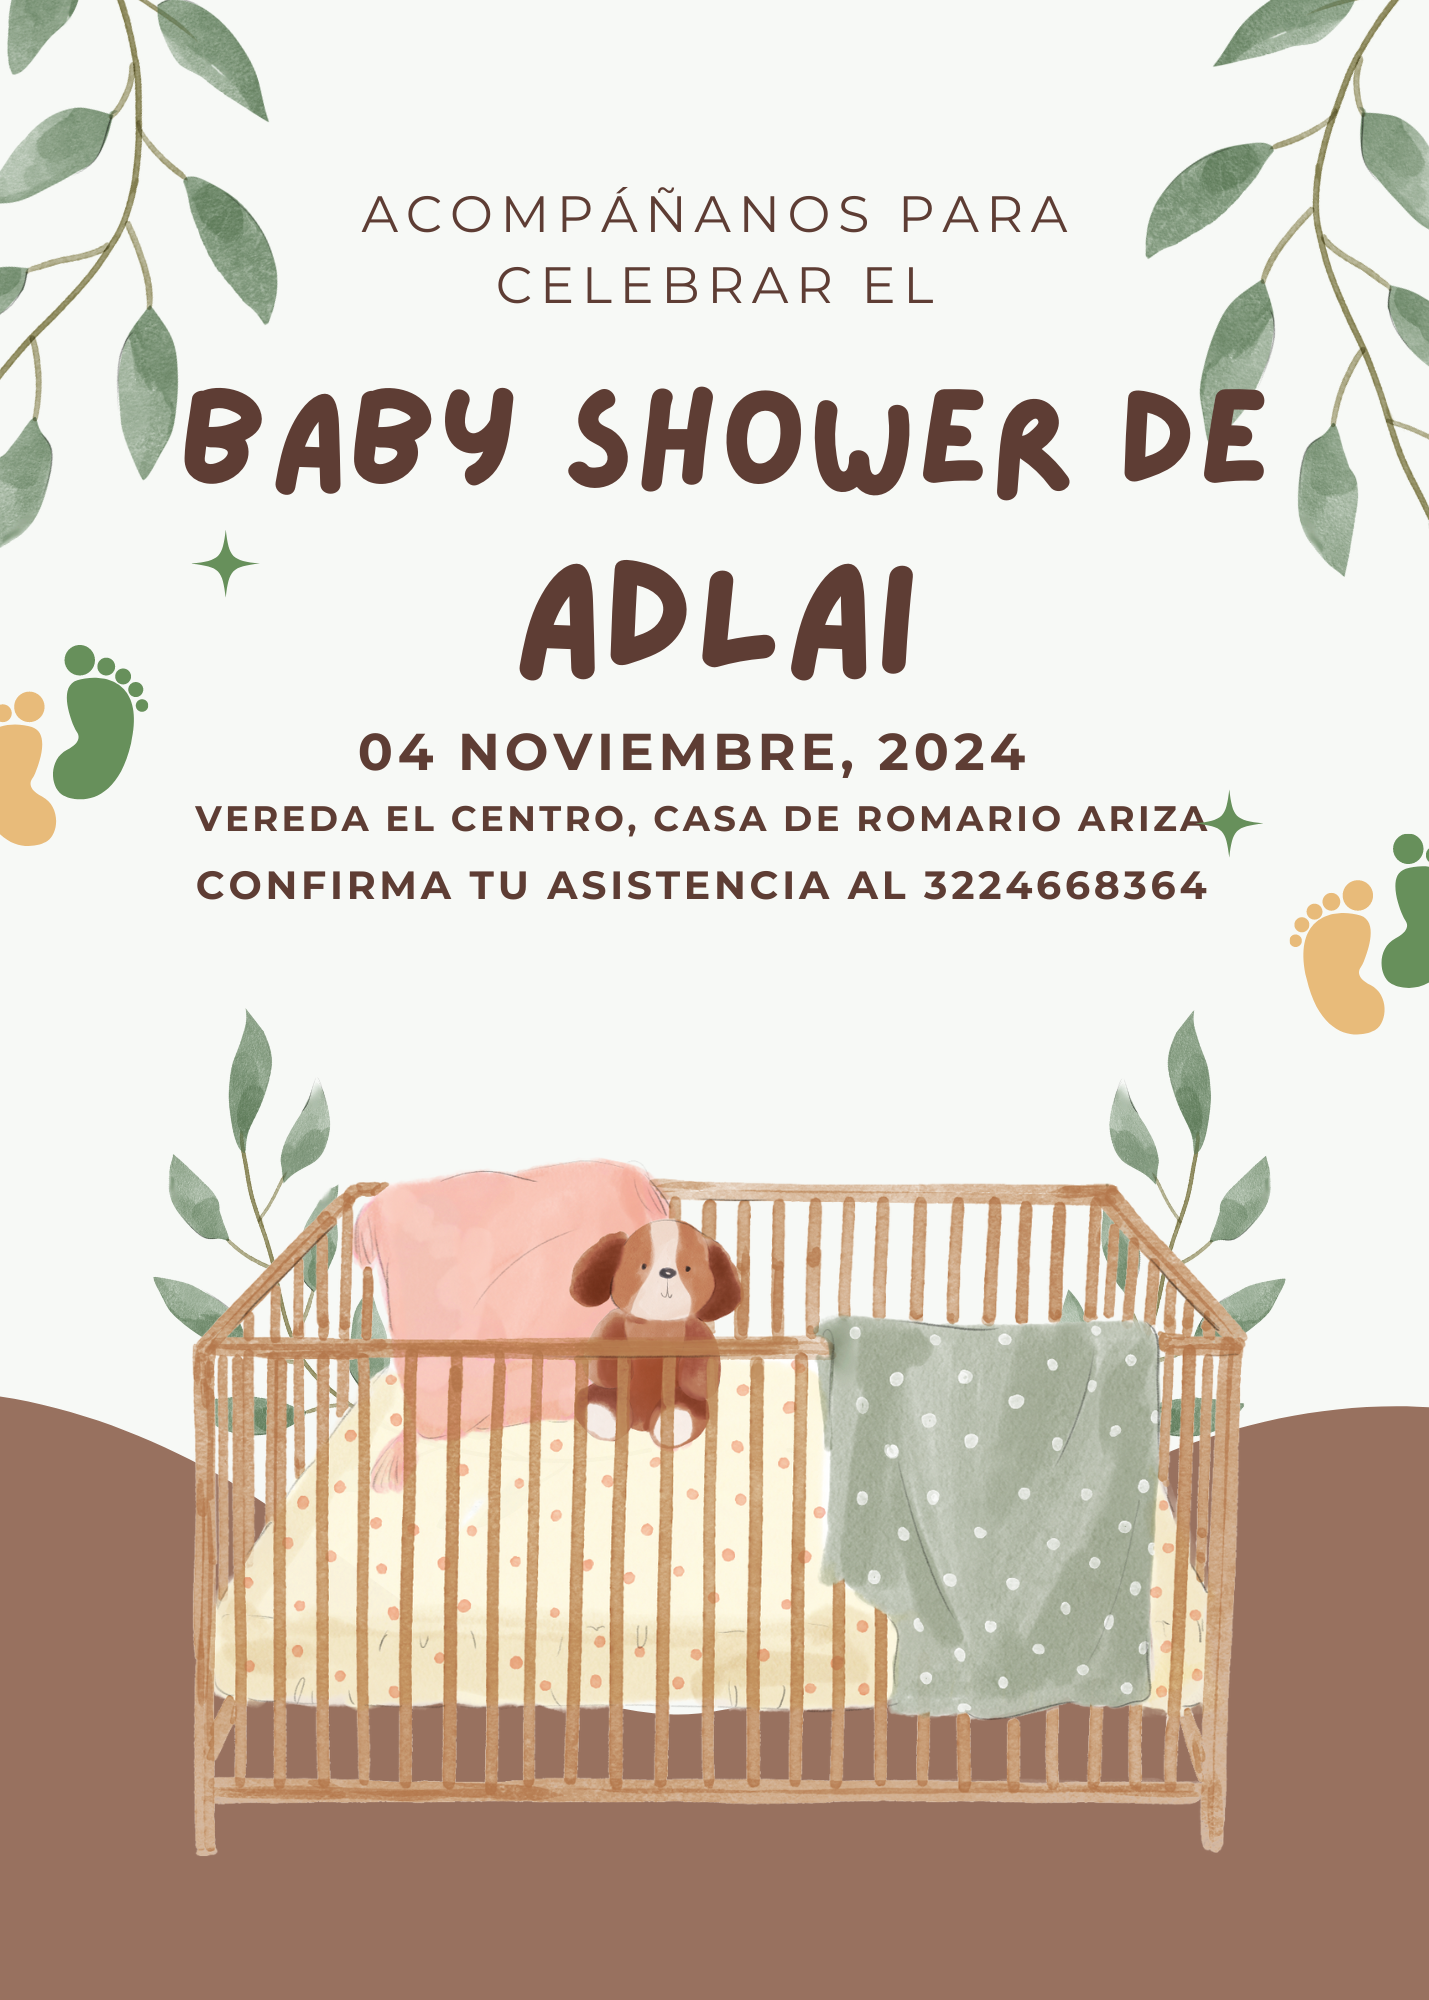 ACOMPÁÑANOS PARA
CELEBRAR EL
BABY SHOWER DE
ADLAI
04 NOVIEMBRE, 2024
VEREDA EL CENTRO, CASA DE ROMARIO ARIZA
CONFIRMA TU ASISTENCIA AL 3224668364